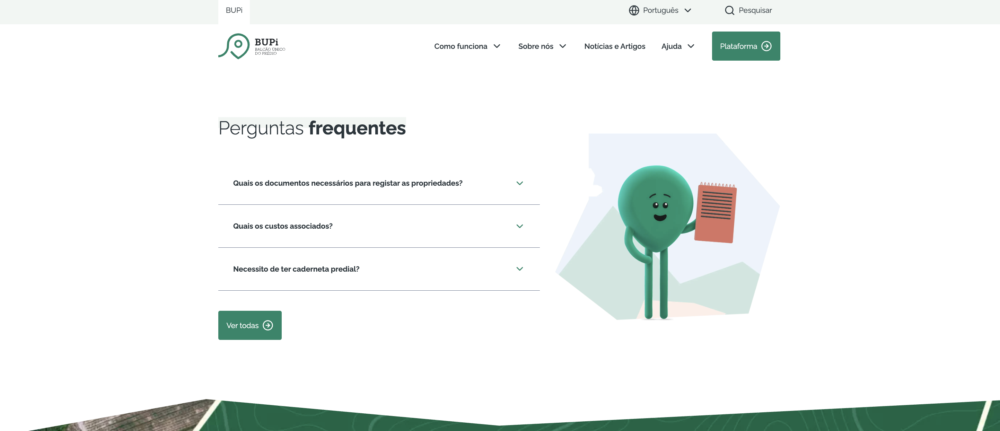 BUPi
Português
Pesquisar
BUPi
BALCÃO ÚNICO
DO PRÉDIO
Como funciona
Sobre nós
Notícias e Artigos
Ajuda
Plataforma
Perguntas frequentes
Quais os documentos necessários para registar as propriedades?
Quais os custos associados?
Necessito de ter caderneta predial?
Ver todas